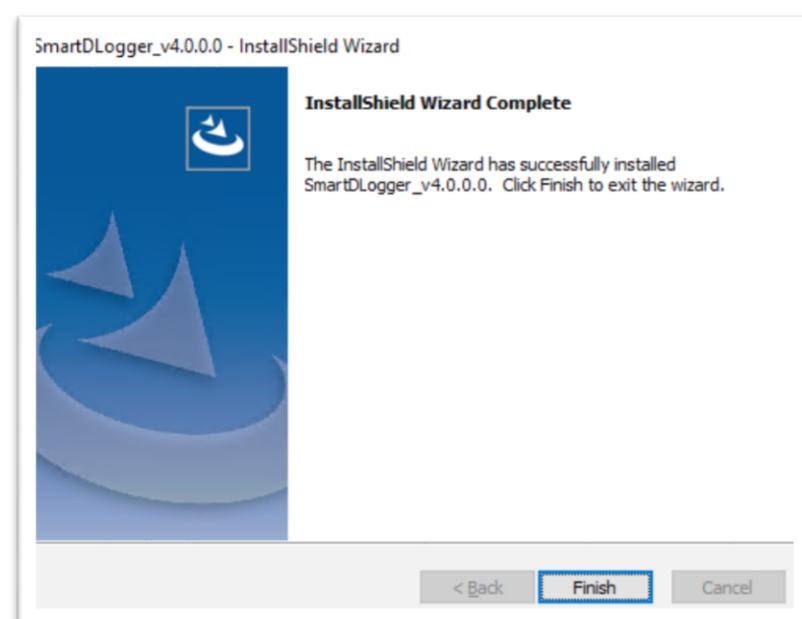 SmartDLogger_v4.0.0.0 - InstallShield Wizard
InstallShield Wizard Complete
The InstallShield Wizard has successfully installed
SmartDLogger_v4.0.0.0. Click Finish to exit the wizard.
< Back
Finish
Cancel